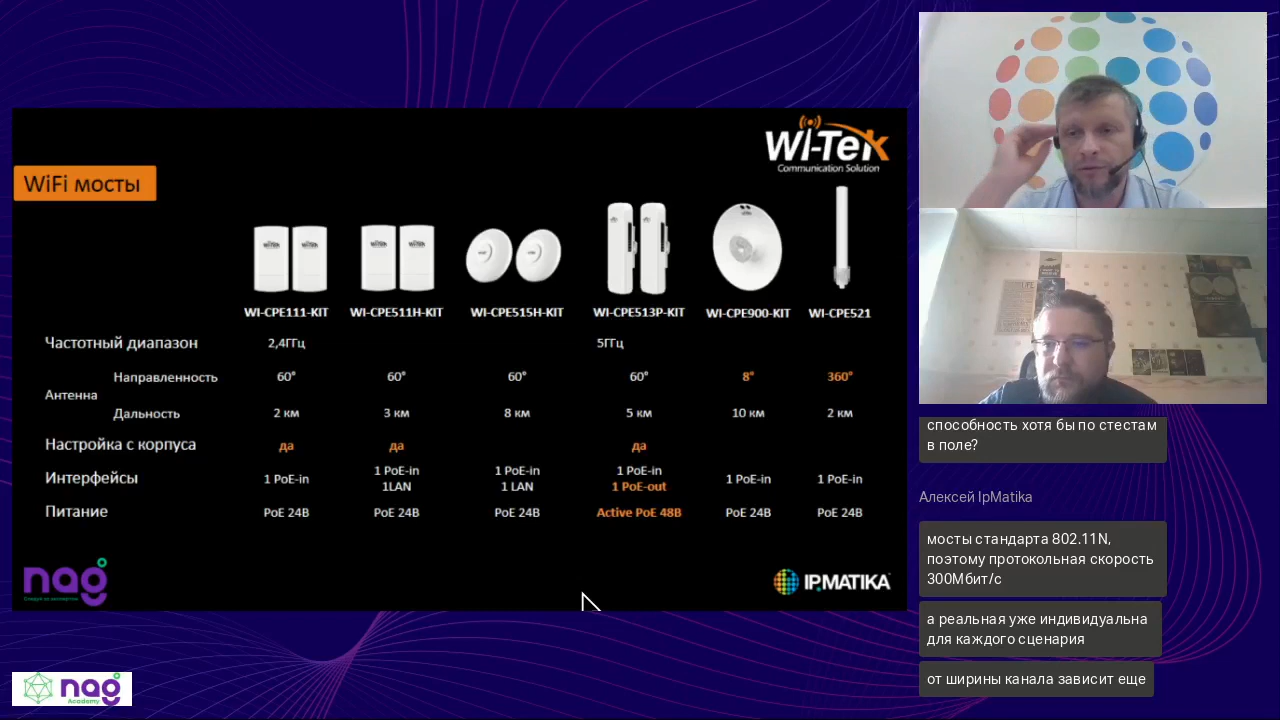 Wi-Tek
Communication Solution
WiFi мосты
WI-CPE111-KIT WI-CPE511H-KIT WI-CPE515H-KIT WI-CPE513P-KIT WI-CPE900-KIT WI-CPE521
Частотный диапазон 2,4ГГц 5ГГц
Антенна
Направленность 60° 60° 60° 60° 8° 360°
Дальность 2 км 3 км 8 км 5 км 10 км 2 км
Настройка с корпуса да да да
Интерфейсы 1 PoE-in 1 PoE-in 1 PoE-in 1 PoE-in 1 PoE-in 1 PoE-in
1LAN 1 LAN 1 PoE-out
Питание PoE 24В PoE 24В PoE 24В Active PoE 48В PoE 24В PoE 24В
nag
IPMATIKA
nag
Academy
способность хотя бы по стестам
в поле?
Алексей IpMatika
мосты стандарта 802.11N,
поэтому протокольная скорость
300Мбит/с
а реальная уже индивидуальна
для каждого сценария
от ширины канала зависит еще